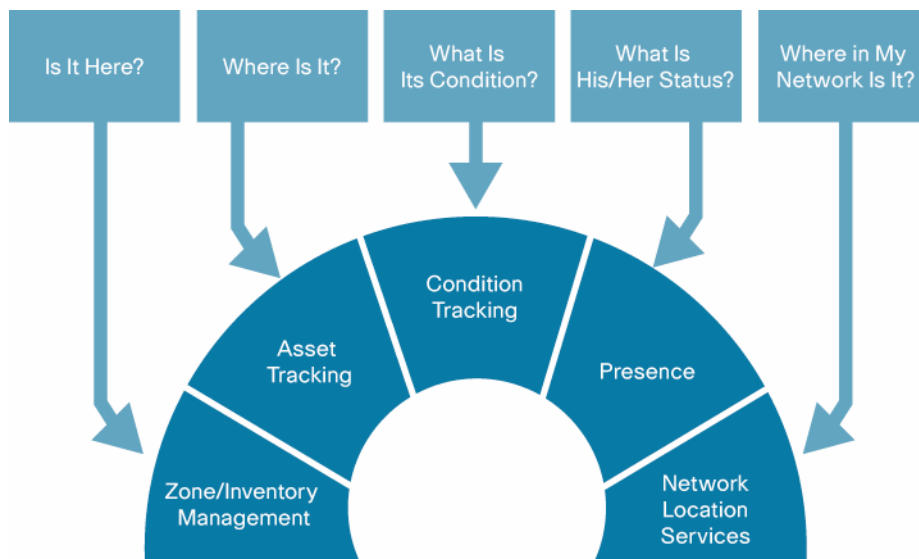 Is It Here?
Where Is It?
What Is
Its Condition?
What Is
His/Her Status?
Where in My
Network Is It?
Condition
Tracking
Asset
Tracking
Presence
Zone/Inventory
Management
Network
Location
Services